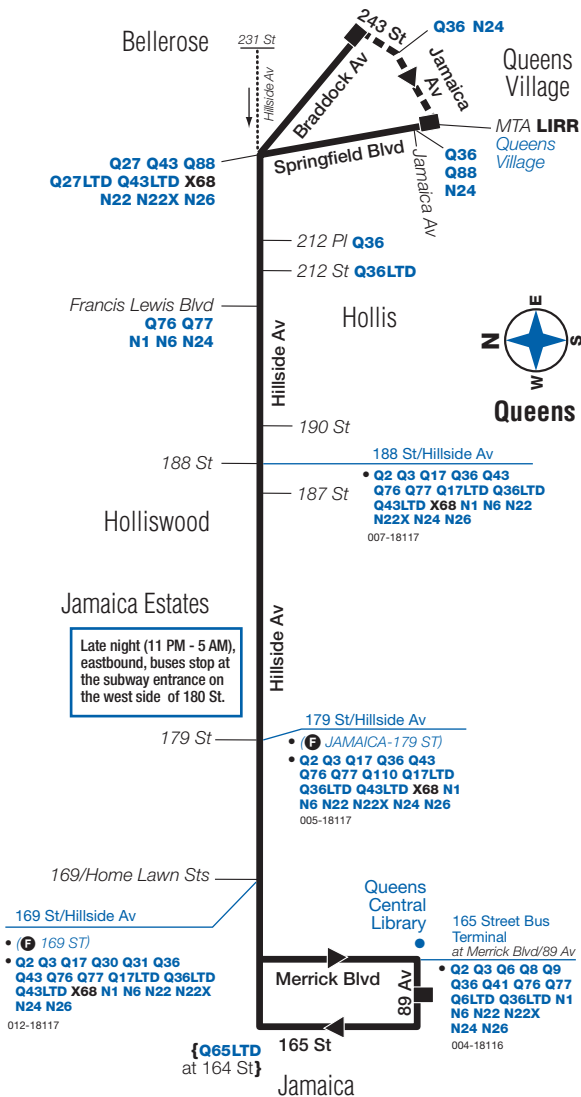 Bellerose
231 St
Hillside Av
243 St
Q36 N24
Jamaica
Av
Queens
Village
Braddock Av
MTA LIRR
Queens
Village
Springfield Blvd
Jamaica Av
Q36
Q88
N24
Q27 Q43 Q88
Q27LTD Q43LTD X68
N22 N22X N26
212 Pl Q36
212 St Q36LTD
Francis Lewis Blvd
Q76 Q77
N1 N6 N24
Hollis
Hillside Av
N
E
S
W
Queens
190 St
188 St
188 St/Hillside Av
• Q2 Q3 Q17 Q36 Q43
Q76 Q77 Q17LTD Q36LTD
Q43LTD X68 N1 N6 N22
N22X N24 N26
007-18117
187 St
Holliswood
Jamaica Estates
Late night (11 PM - 5 AM),
eastbound, buses stop at
the subway entrance on
the west side of 180 St.
Hillside Av
179 St
179 St/Hillside Av
• (F JAMAICA-179 ST)
• Q2 Q3 Q17 Q36 Q43
Q76 Q77 Q110 Q17LTD
Q36LTD Q43LTD X68 N1
N6 N22 N22X N24 N26
005-18117
169/Home Lawn Sts
169 St/Hillside Av
• (F 169 ST)
• Q2 Q3 Q17 Q30 Q31 Q36
Q43 Q76 Q77 Q17LTD Q36LTD
Q43LTD X68 N1 N6 N22 N22X
N24 N26
012-18117
Queens
Central
Library
165 Street Bus
Terminal
at Merrick Blvd/89 Av
• Q2 Q3 Q6 Q8 Q9
Q36 Q41 Q76 Q77
Q6LTD Q36LTD N1
N6 N22 N22X
N24 N26
004-18116
Merrick Blvd
89 Av
165 St
{Q65LTD
at 164 St}
Jamaica